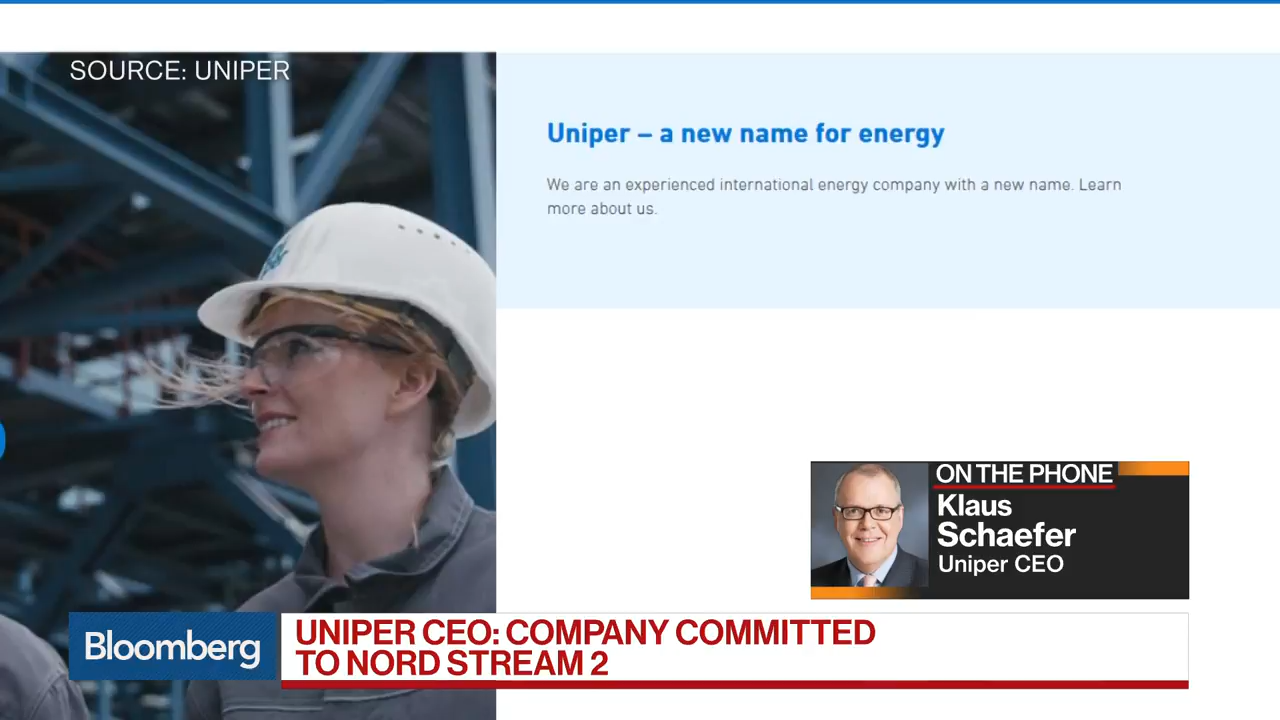 SOURCE: UNIPER
Uniper – a new name for energy
We are an experienced international energy company with a new name. Learn
more about us.
ON THE PHONE
Klaus
Schaefer
Uniper CEO
Bloomberg
UNIPER CEO: COMPANY COMMITTED
TO NORD STREAM 2